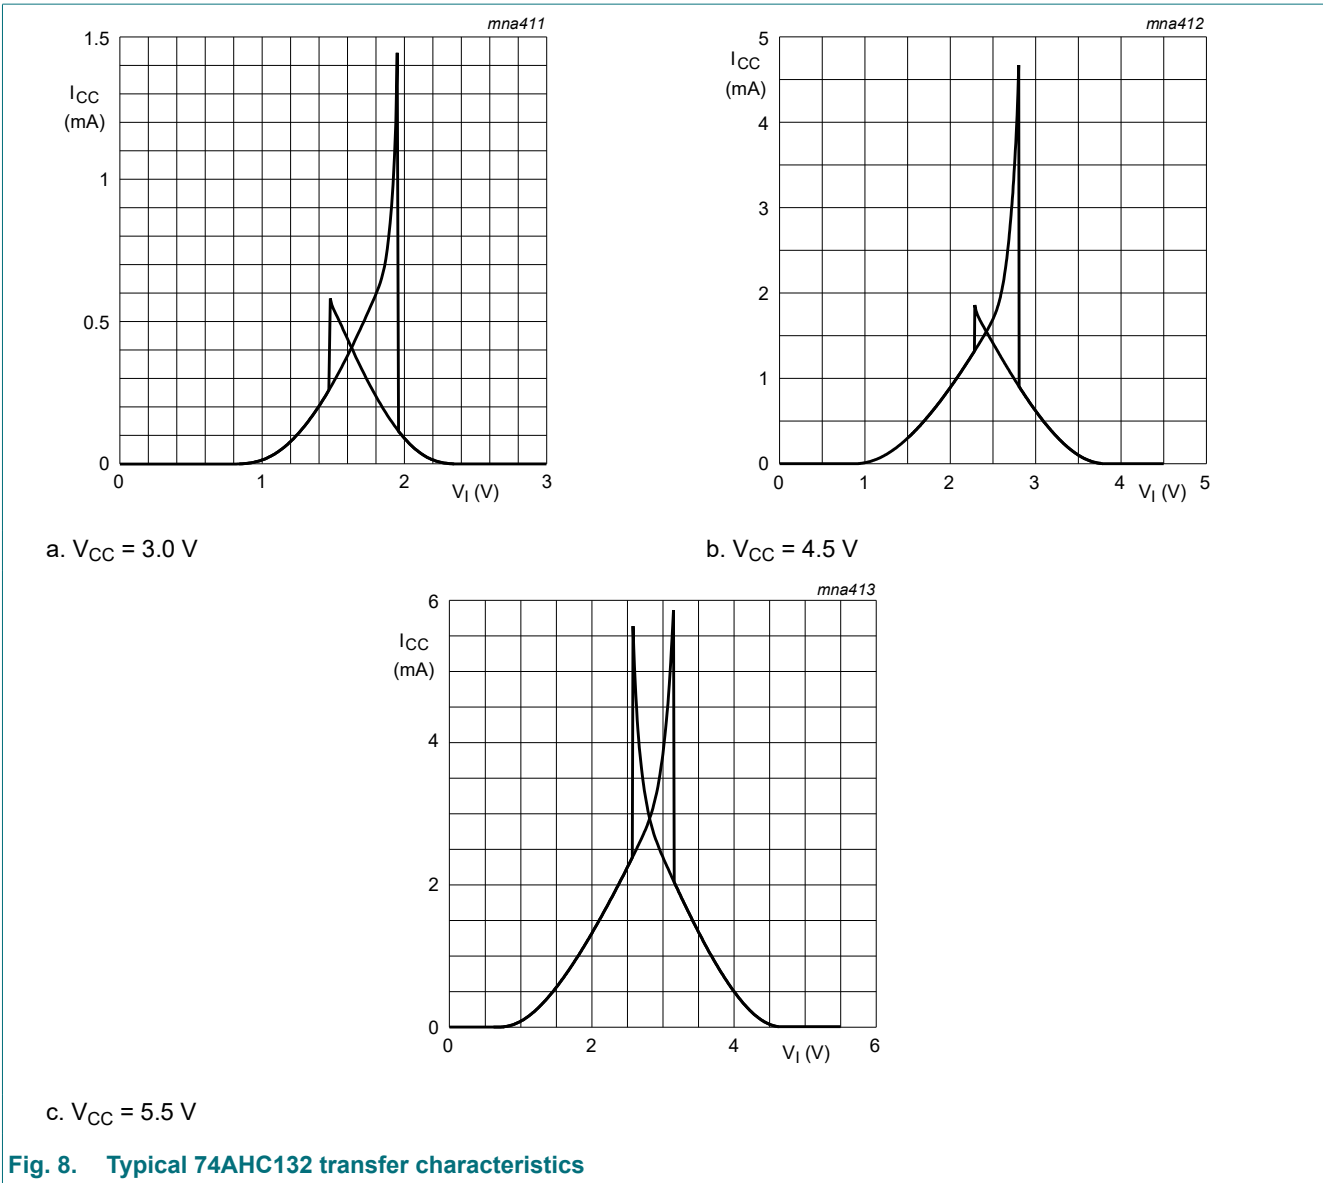 mna411
1.5
ICC
(mA)
1
0.5
0
0 1 2 3
VI (V)
a. VCC = 3.0 V
mna412
5
ICC
(mA)
4
3
2
1
0
0 1 2 3 4 5
VI (V)
b. VCC = 4.5 V
mna413
6
ICC
(mA)
4
2
0
0 2 4 6
VI (V)
c. VCC = 5.5 V
Fig. 8. Typical 74AHC132 transfer characteristics